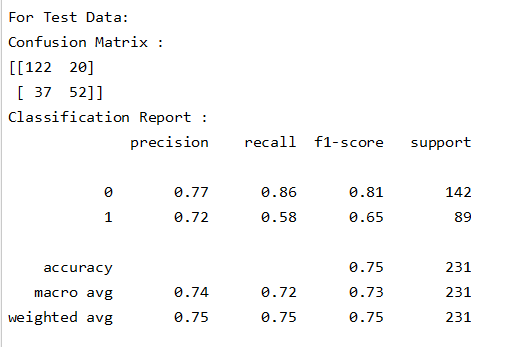 For Test Data:
Confusion Matrix :
[[122  20]
 [ 37  52]]
Classification Report :
              precision    recall  f1-score   support

           0       0.77      0.86      0.81       142
           1       0.72      0.58      0.65        89

    accuracy                           0.75       231
   macro avg       0.74      0.72      0.73       231
weighted avg       0.75      0.75      0.75       231